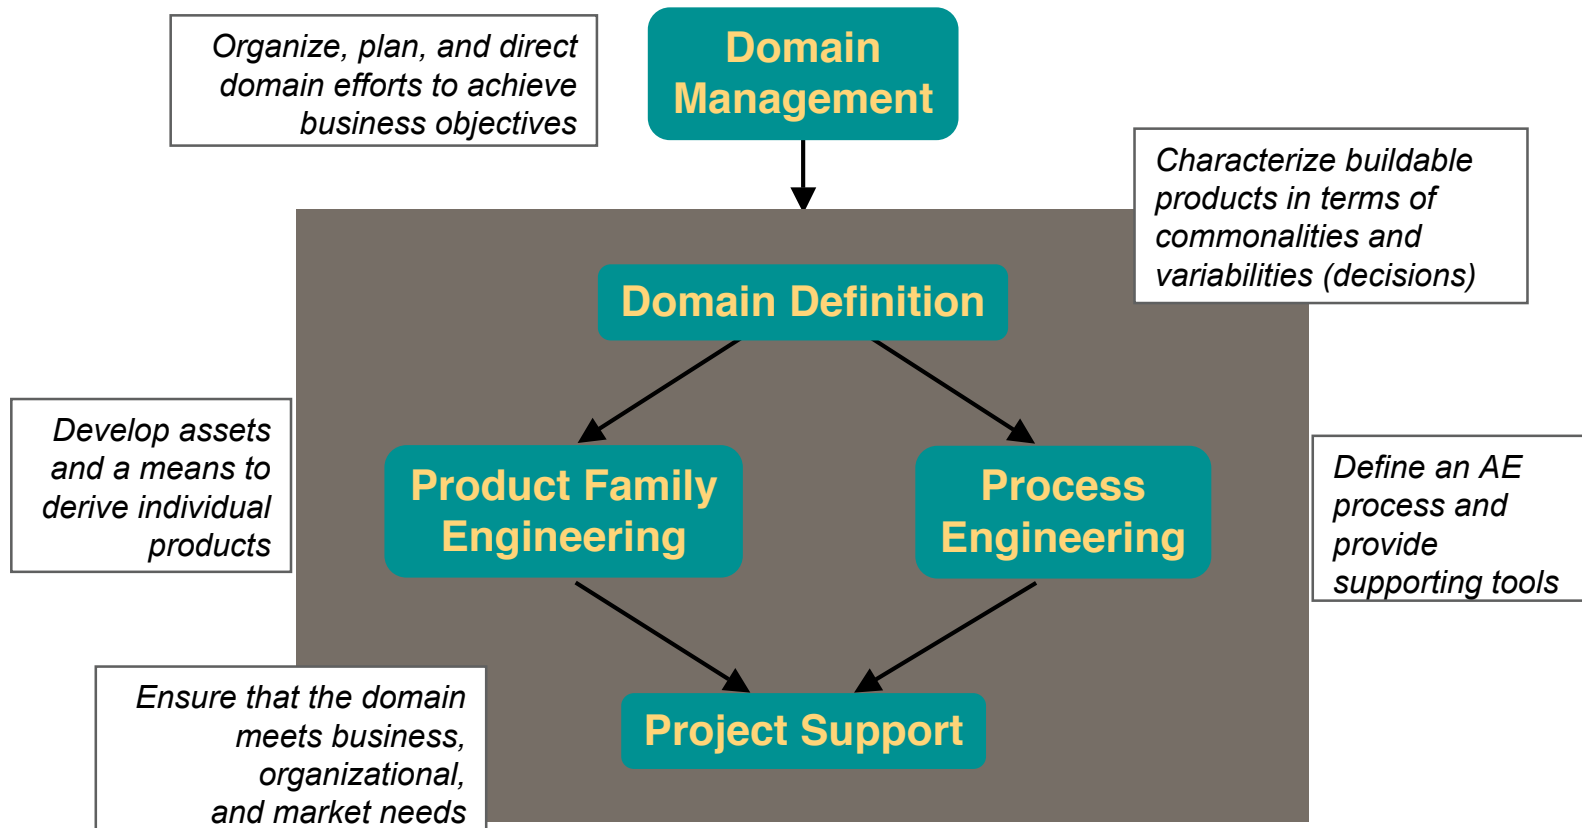 Organize, plan, and direct
domain efforts to achieve
business objectives
Domain
Management
Characterize buildable
products in terms of
commonalities and
variabilities (decisions)
Domain Definition
Develop assets
and a means to
derive individual
products
Product Family
Engineering
Process
Engineering
Define an AE
process and
provide
supporting tools
Ensure that the domain
meets business,
organizational,
and market needs
Project Support